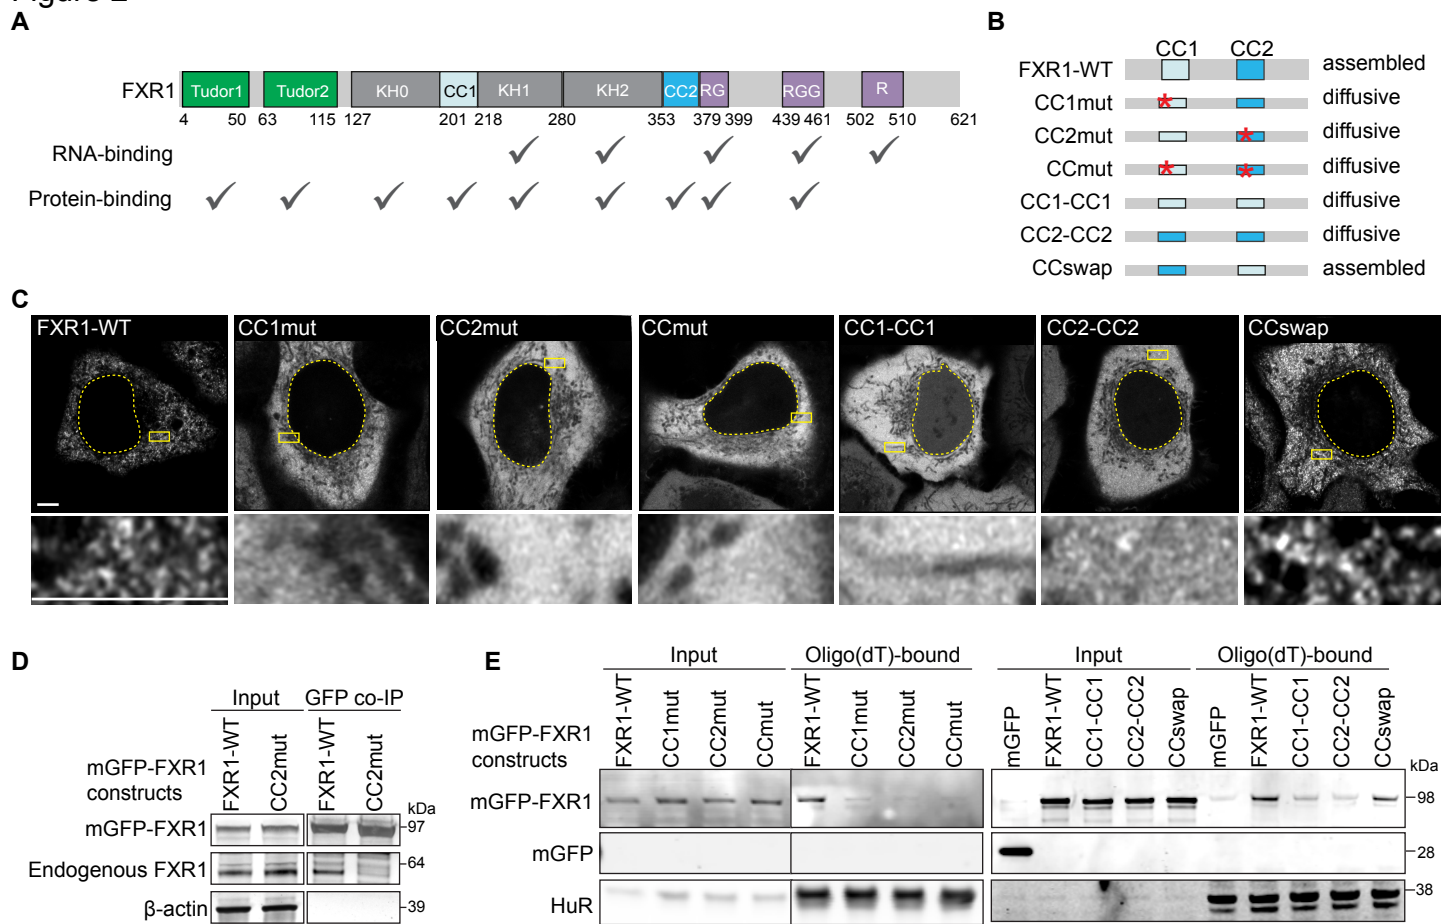 Figure 2
A
FXR1
Tudor1 Tudor2 KH0 CC1 KH1 KH2 CC2 RG RGG R
4 50 63 115 127 201 218 280 353 379 399 439 461 502 510 621
RNA-binding
Protein-binding
B
CC1 CC2
FXR1-WT assembled
CC1mut diffusive
CC2mut diffusive
CCmut diffusive
CC1-CC1 diffusive
CC2-CC2 diffusive
CCswap assembled
C
FXR1-WT CC1mut CC2mut CCmut CC1-CC1 CC2-CC2 CCswap
D
Input GFP co-IP
mGFP-FXR1
constructs
FXR1-WT CC2mut FXR1-WT CC2mut
kDa
mGFP-FXR1 97
Endogenous FXR1 64
β-actin 39
E
Input Oligo(dT)-bound Input Oligo(dT)-bound
mGFP-FXR1
constructs
FXR1-WT CC1mut CC2mut CCmut FXR1-WT CC1mut CC2mut CCmut mGFP FXR1-WT CC1-CC1 CC2-CC2 CCswap mGFP FXR1-WT CC1-CC1 CC2-CC2 CCswap
kDa
mGFP-FXR1 98
mGFP 28
HuR 38